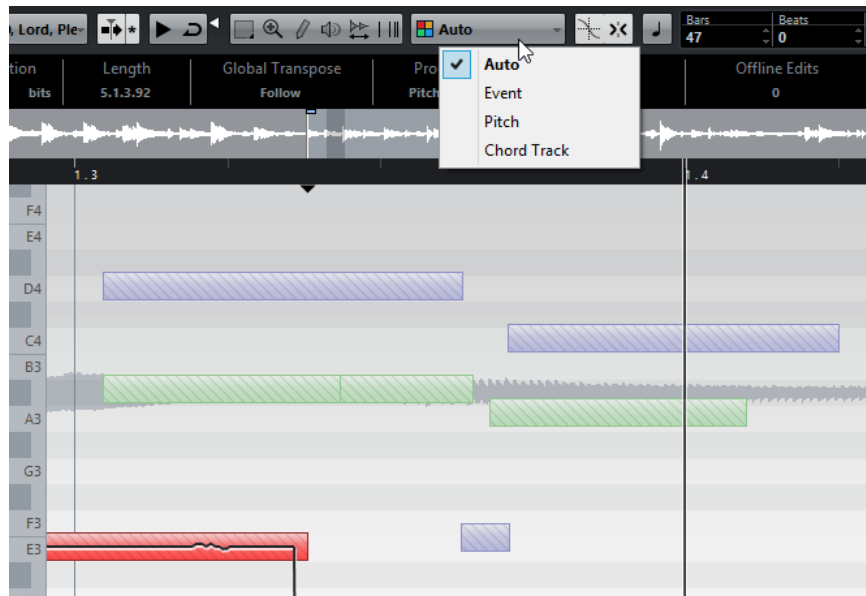 , Lord, Ple
*
Auto
Bars
Beats
47
0
tion
Length
Global Transpose
Pro
Offline Edits
bits
5.1.3.92
Follow
Pitch
0
Auto
Event
Pitch
Chord Track
1.3
1.4
F4
E4
D4
C4
B3
A3
G3
F3
E3